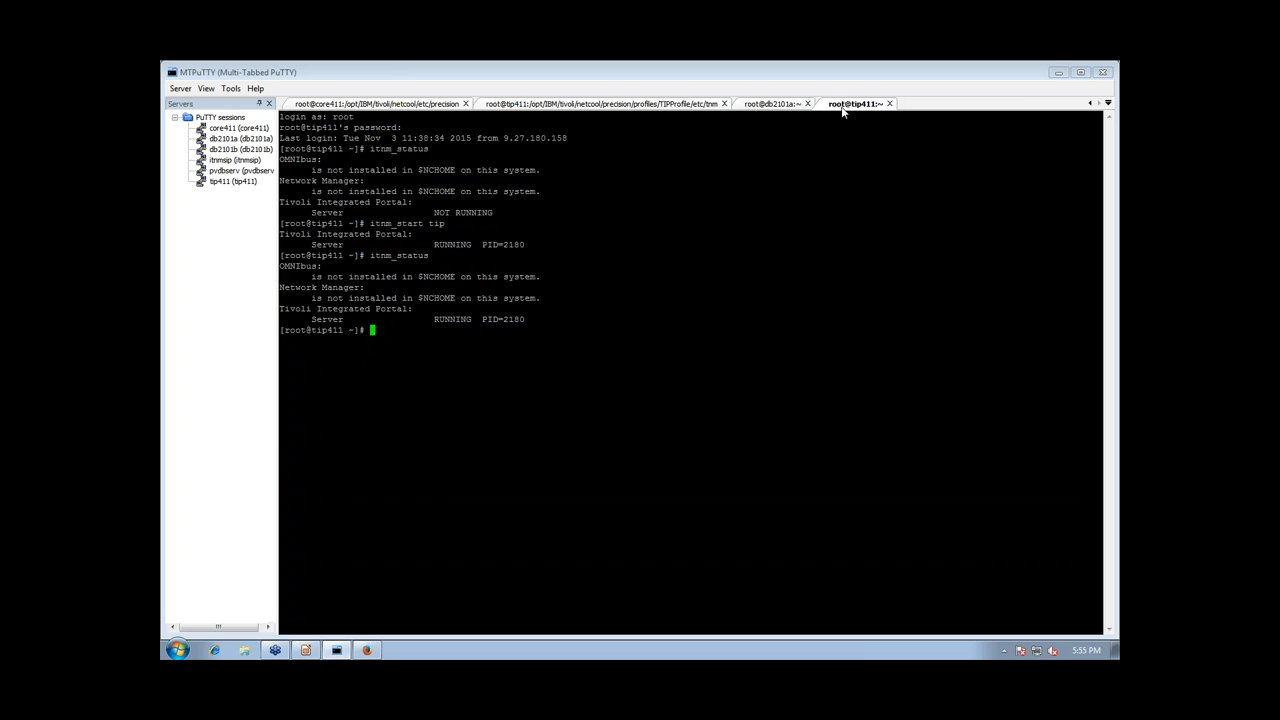 MTPuTTY (Multi-Tabbed PuTTY)
Server View Tools Help
Servers
root@core411:/opt/IBM/tivoli/netcool/etc/precision
root@tip411:/opt/IBM/tivoli/netcool/precision/profiles/TIPProfile/etc/tnm
root@db2101a:~
root@tip411:~
PuTTY sessions
core411 (core411)
db2101a (db2101a)
db2101b (db2101b)
itnmsip (itnmsip)
pvdbserv (pvdbserv
tip411 (tip411)
login as: root
root@tip411's password:
Last login: Tue Nov  3 11:38:34 2015 from 9.27.180.158
[root@tip411 ~]# itnm_status
OMNIbus:
is not installed in $NCHOME on this system.
Network Manager:
is not installed in $NCHOME on this system.
Tivoli Integrated Portal:
Server NOT RUNNING
[root@tip411 ~]# itnm_start tip
Tivoli Integrated Portal:
Server RUNNING PID=2180
[root@tip411 ~]# itnm_status
OMNIbus:
is not installed in $NCHOME on this system.
Network Manager:
is not installed in $NCHOME on this system.
Tivoli Integrated Portal:
Server RUNNING PID=2180
[root@tip411 ~]#
5:55 PM